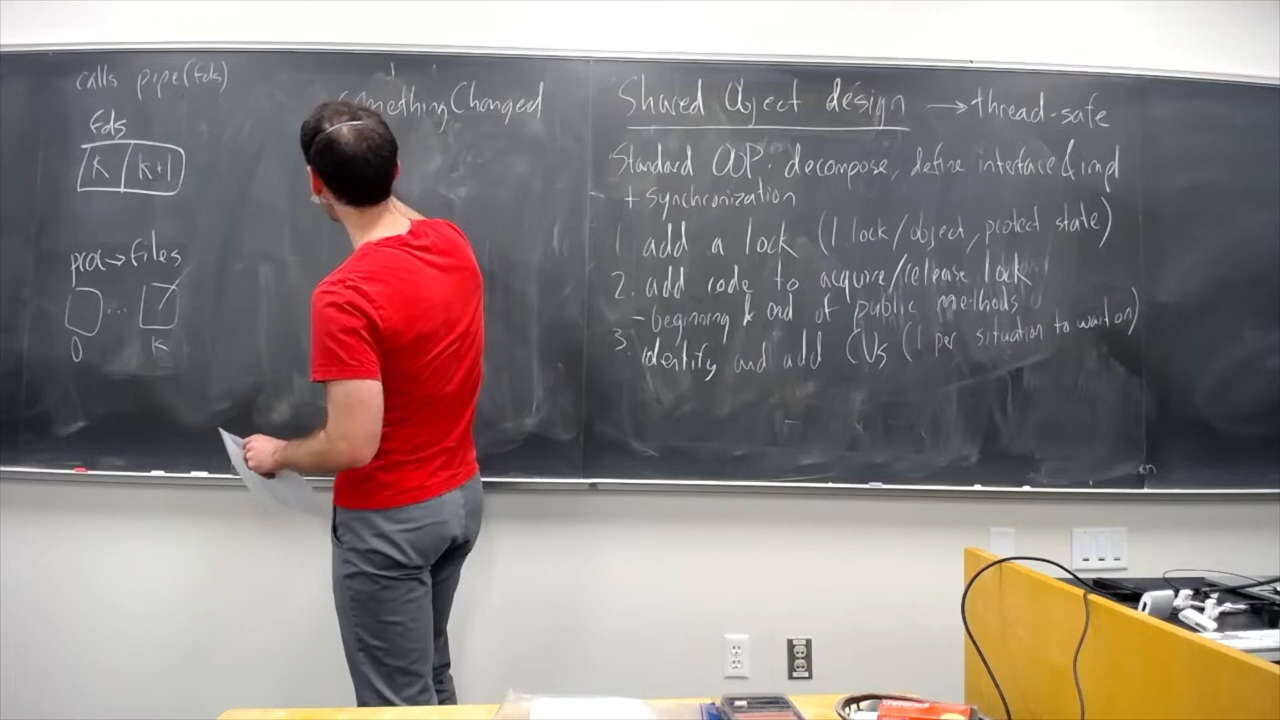 calls pipe(fds)
fds
k k+1
proc→files
...
0 k
omethingChanged
Shared Object design → thread-safe
Standard OOP: decompose, define interface & impl
+ synchronization
1. add a lock (1 lock/object, protect state)
2. add code to acquire/release lock
- beginning & end of public methods
3. identify and add CVs (1 per situation to wait on)